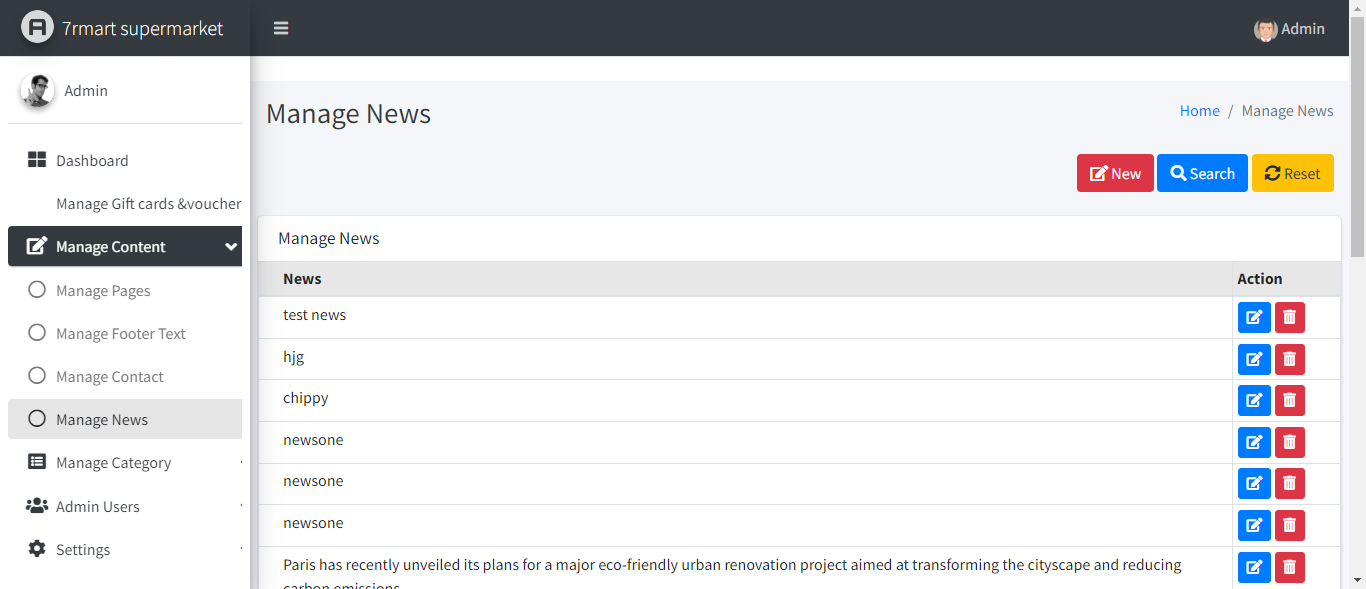 7rmart supermarket
Admin
Admin
Dashboard
Manage Gift cards &voucher
Manage Content
Manage Pages
Manage Footer Text
Manage Contact
Manage News
Manage Category
Admin Users
Settings
Manage News
Home / Manage News
New Search Reset
Manage News
News Action
test news
hjg
chippy
newsone
newsone
newsone
Paris has recently unveiled its plans for a major eco-friendly urban renovation project aimed at transforming the cityscape and reducing
carbon emissions